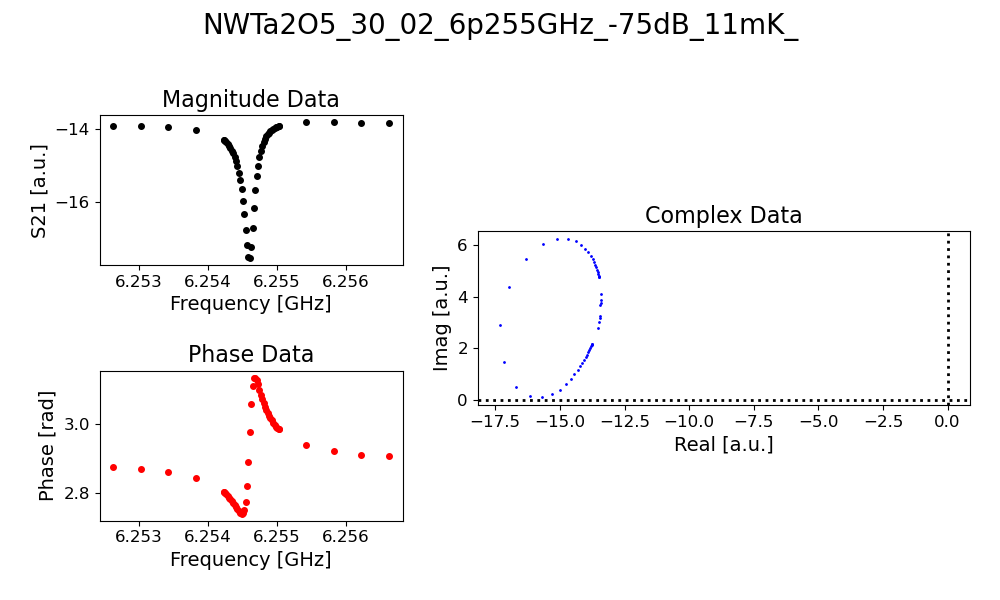 NWTa2O5_30_02_6p255GHz_-75dB_11mK_
Magnitude Data
S21 [a.u.]
−14
−16
6.253 6.254 6.255 6.256
Frequency [GHz]
Phase Data
Phase [rad]
3.0
2.8
6.253 6.254 6.255 6.256
Frequency [GHz]
Complex Data
Imag [a.u.]
6
4
2
0
−17.5 −15.0 −12.5 −10.0 −7.5 −5.0 −2.5 0.0
Real [a.u.]